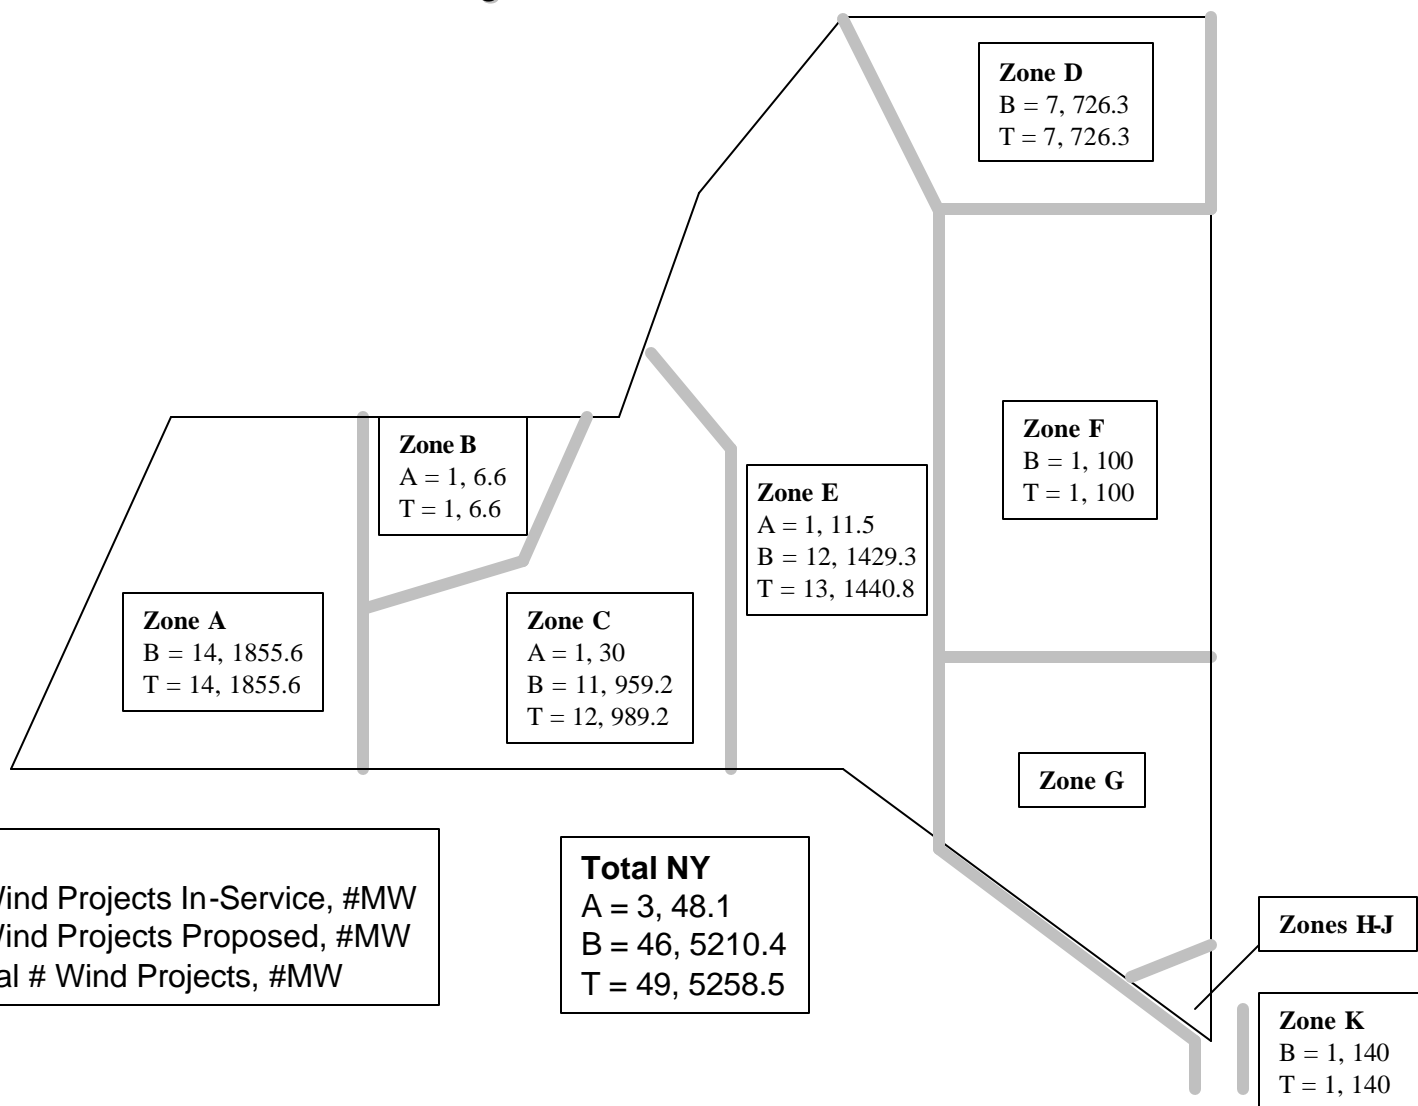 Zone D
B = 7, 726.3
T = 7, 726.3
Zone B
A = 1, 6.6
T = 1, 6.6
Zone F
B = 1, 100
T = 1, 100
Zone E
A = 1, 11.5
B = 12, 1429.3
T = 13, 1440.8
Zone A
B = 14, 1855.6
T = 14, 1855.6
Zone C
A = 1, 30
B = 11, 959.2
T = 12, 989.2
Zone G
Wind Projects In-Service, #MW
Wind Projects Proposed, #MW
# Wind Projects, #MW
Total NY
A = 3, 48.1
B = 46, 5210.4
T = 49, 5258.5
Zones H-J
Zone K
B = 1, 140
T = 1, 140